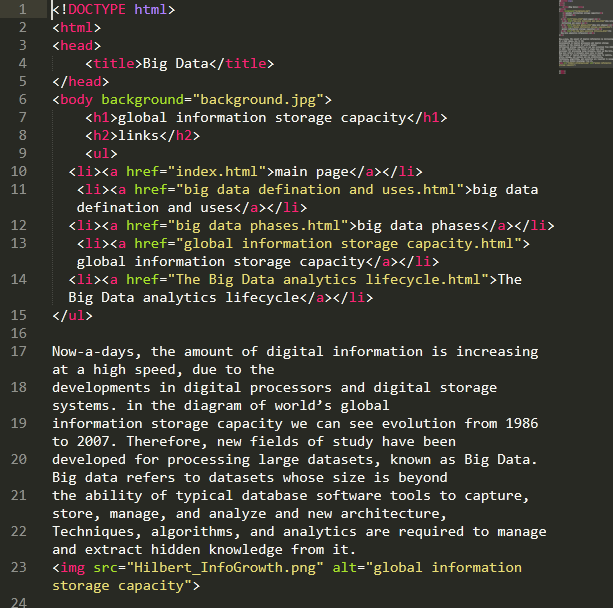 1 <!DOCTYPE html>
2 <html>
3 <head>
4 <title>Big Data</title>
5 </head>
6 <body background="background.jpg">
7 <h1>global information storage capacity</h1>
8 <h2>links</h2>
9 <ul>
10 <li><a href="index.html">main page</a></li>
11 <li><a href="big data defination and uses.html">big data
defination and uses</a></li>
12 <li><a href="big data phases.html">big data phases</a></li>
13 <li><a href="global information storage capacity.html">
global information storage capacity</a></li>
14 <li><a href="The Big Data analytics lifecycle.html">The
Big Data analytics lifecycle</a></li>
15 </ul>
16
17 Now-a-days, the amount of digital information is increasing
at a high speed, due to the
18 developments in digital processors and digital storage
systems. in the diagram of world’s global
19 information storage capacity we can see evolution from 1986
to 2007. Therefore, new fields of study have been
20 developed for processing large datasets, known as Big Data.
Big data refers to datasets whose size is beyond
21 the ability of typical database software tools to capture,
store, manage, and analyze and new architecture,
22 Techniques, algorithms, and analytics are required to manage
and extract hidden knowledge from it.
23 <img src="Hilbert_InfoGrowth.png" alt="global information
storage capacity">
24